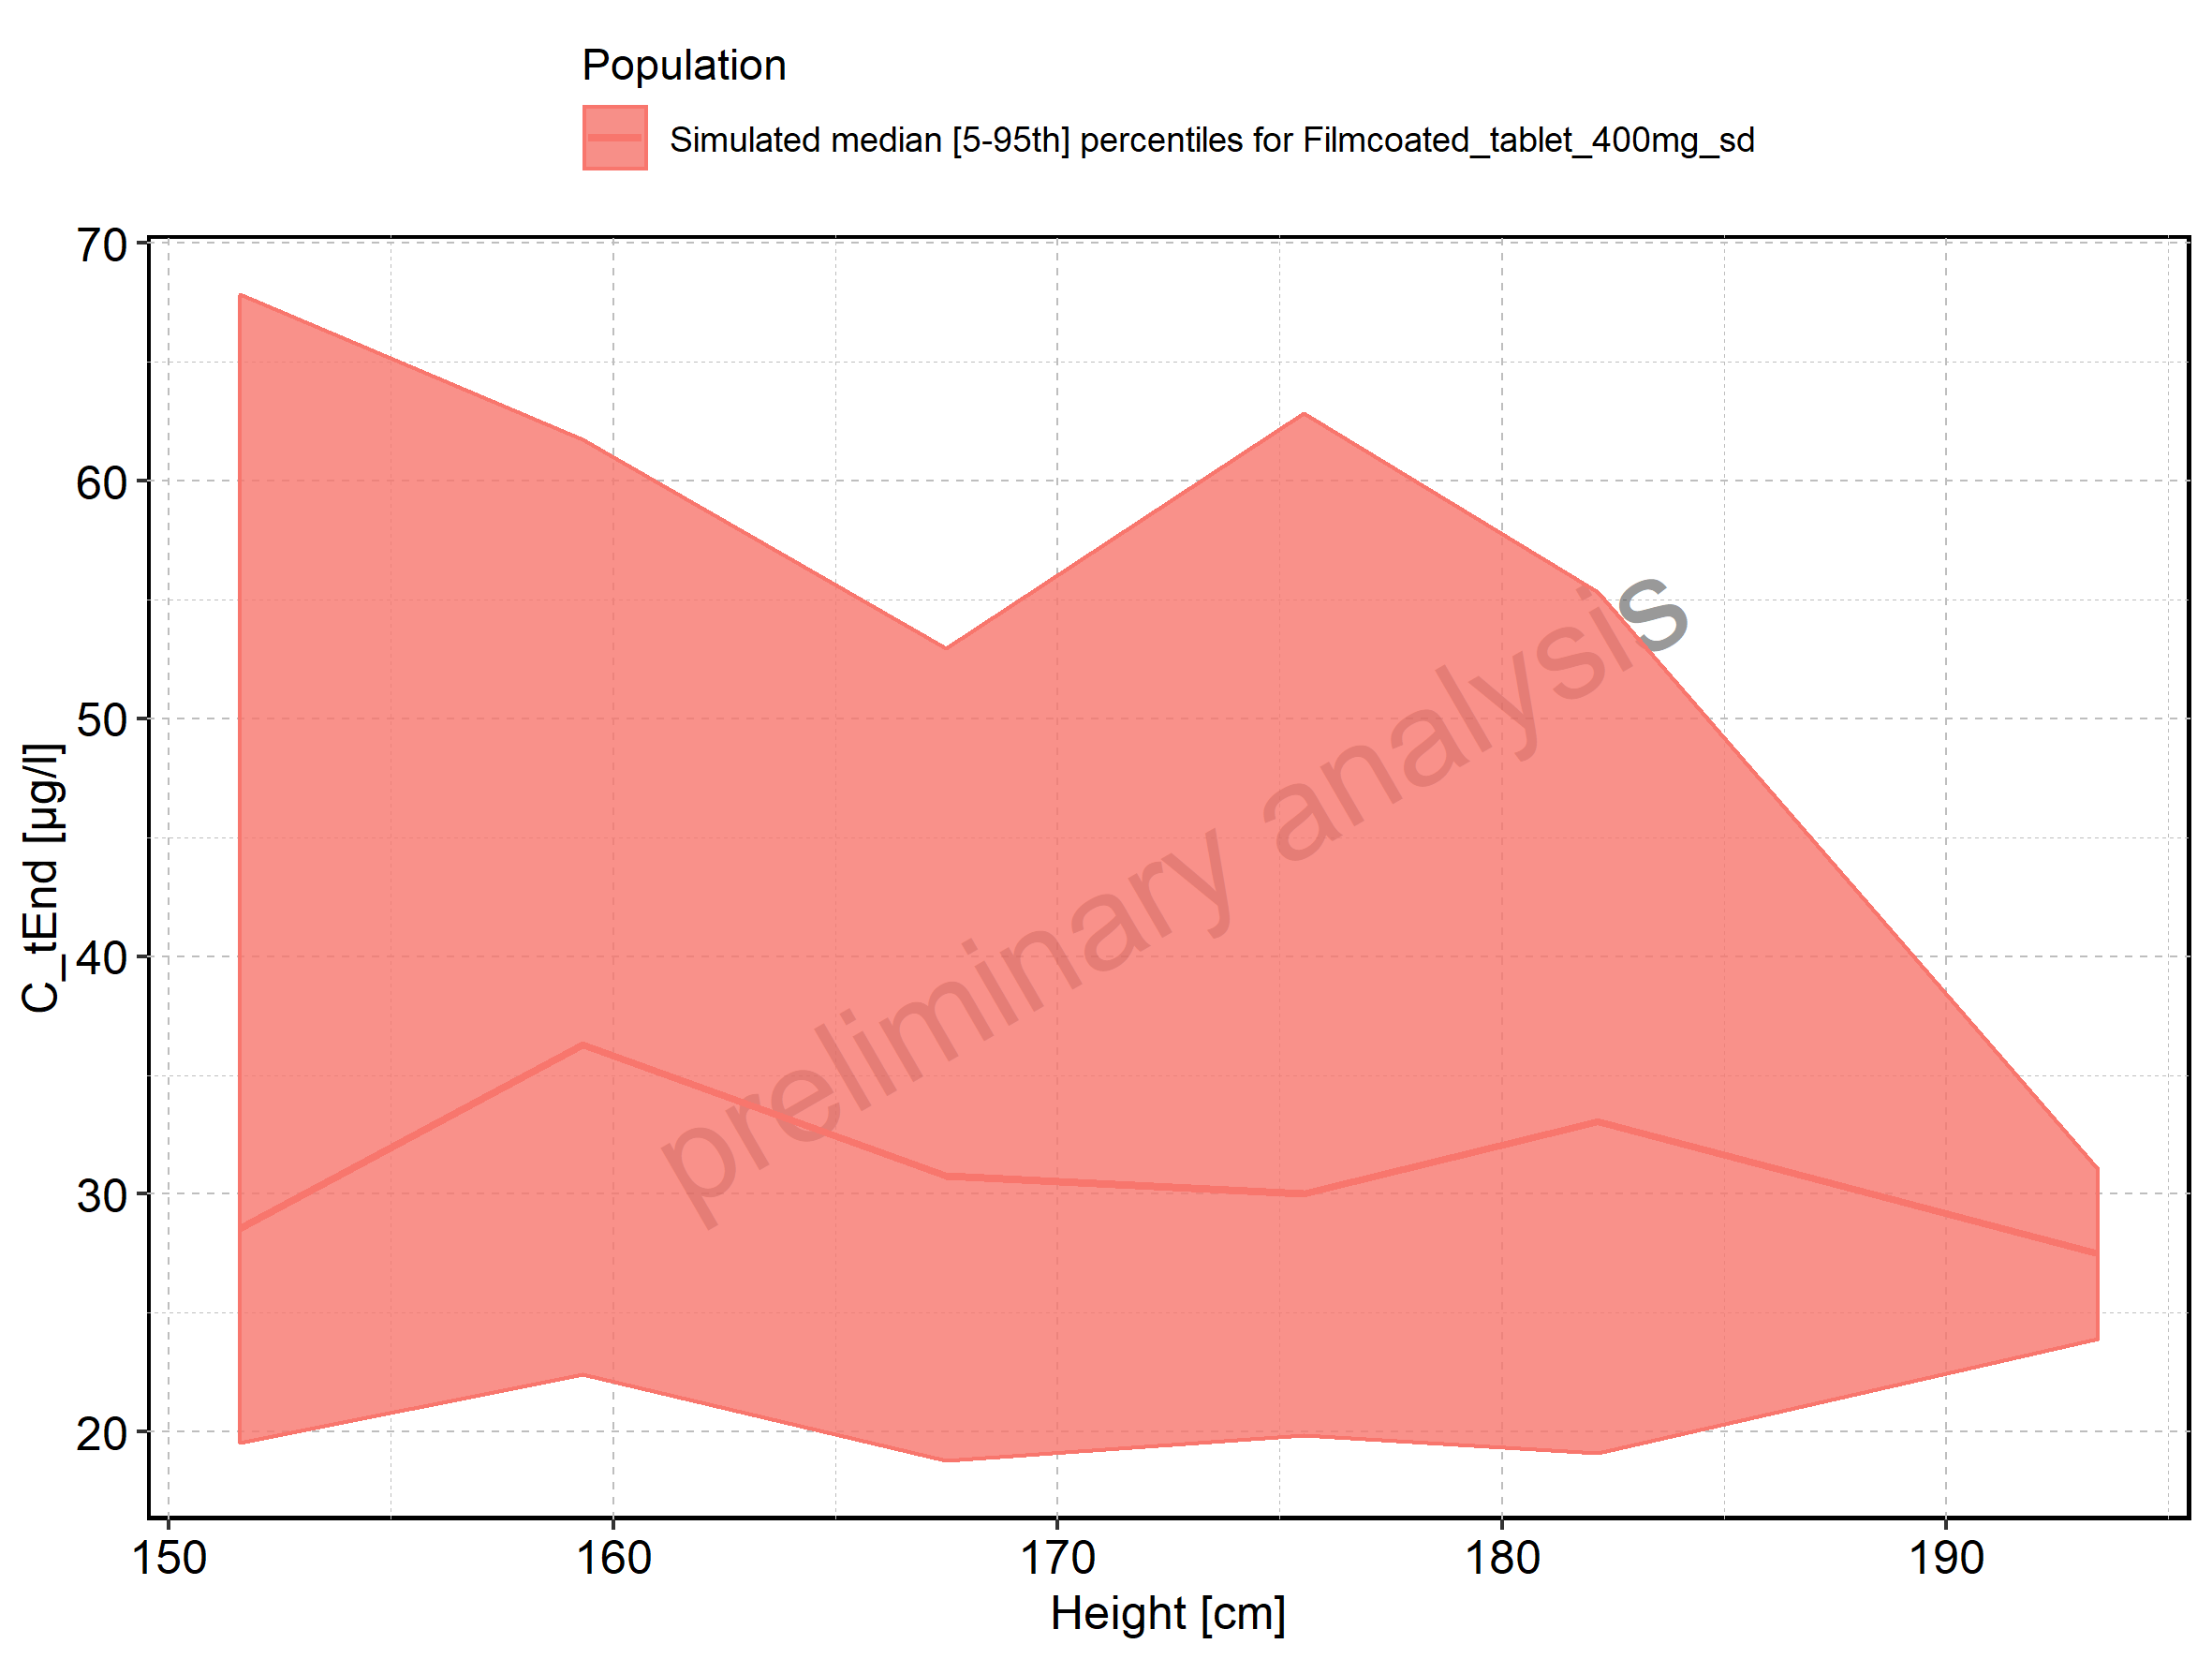 Population
Simulated median [5-95th] percentiles for Filmcoated_tablet_400mg_sd
70
60
50
40
30
20
C_tEnd [µg/l]
preliminary analysis
150 160 170 180 190
Height [cm]